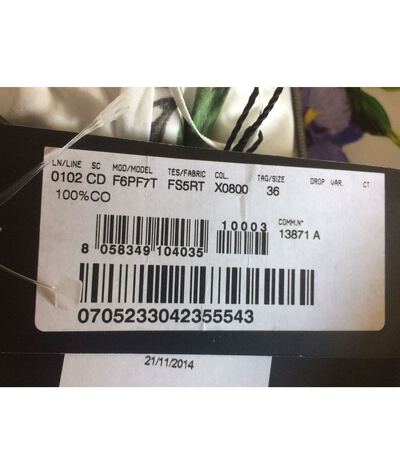 LN/LINE SC MOD/MODEL TES/FABRIC COL. TAG/SIZE DROP VAR. CT
0102 CD F6PF7T FS5RT X0800 36
100%CO
10003 COMM.N°
13871 A
8 058349 104035
0705233042355543
21/11/2014